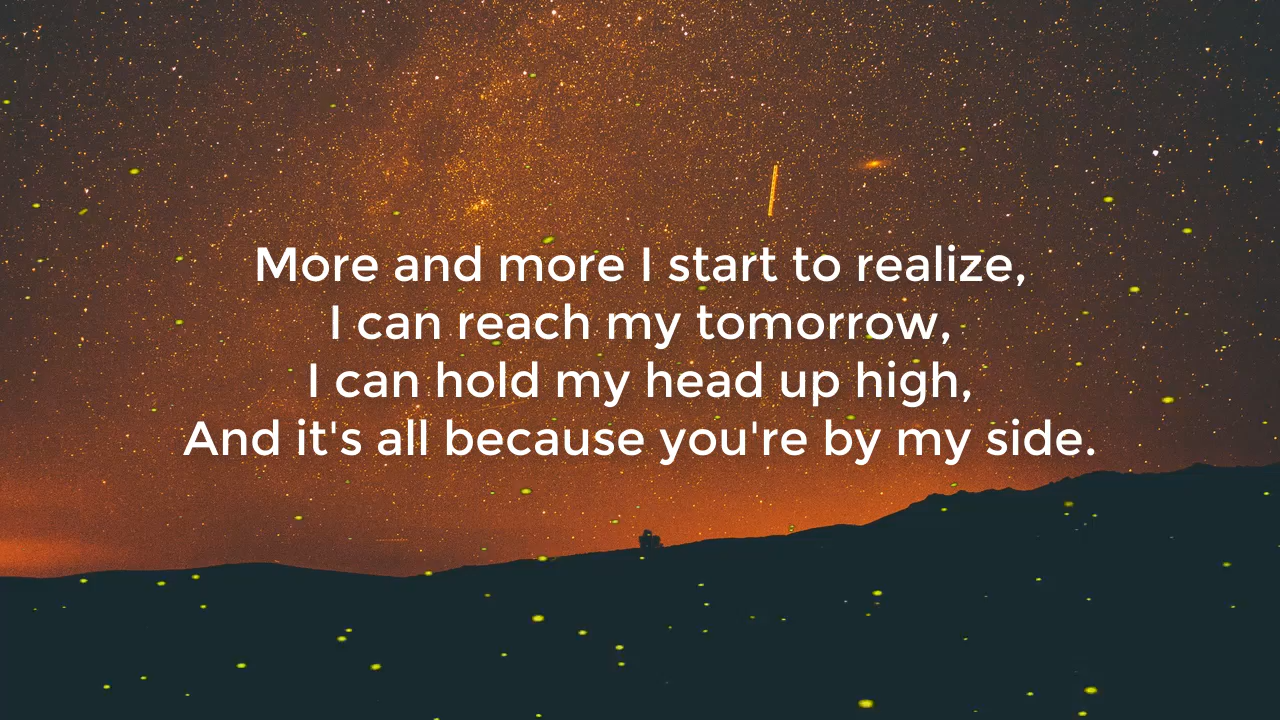 More and more I start to realize,
I can reach my tomorrow,
I can hold my head up high,
And it's all because you're by my side.